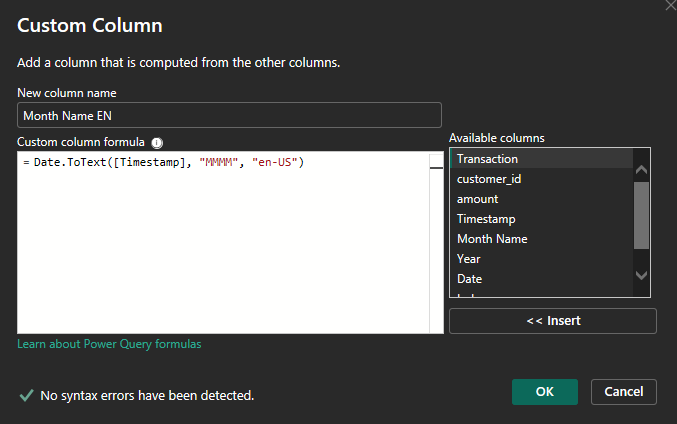 Custom Column
Add a column that is computed from the other columns.
New column name
Month Name EN
Custom column formula
= Date.ToText([Timestamp], "MMMM", "en-US")
Available columns
Transaction
customer_id
amount
Timestamp
Month Name
Year
Date
<< Insert
Learn about Power Query formulas
No syntax errors have been detected.
OK
Cancel